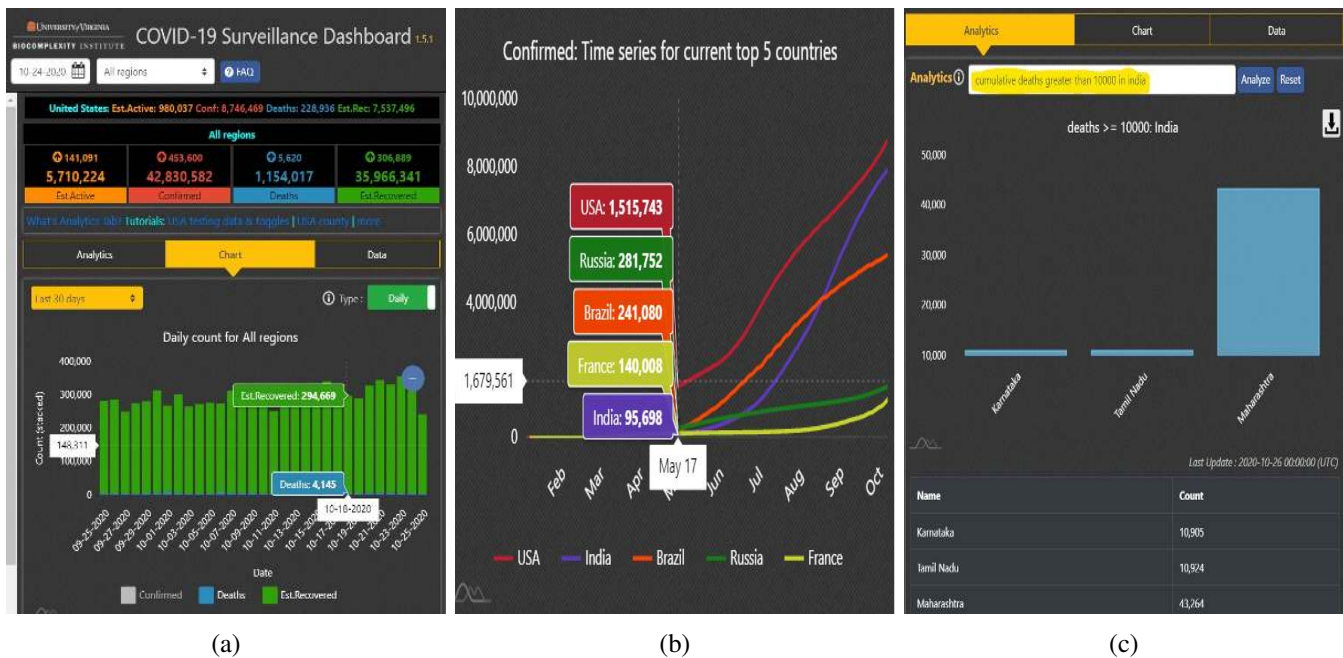 UNIVERSITY of VIRGINIA
BIOCOMPLEXITY INSTITUTE
COVID-19 Surveillance Dashboard 1.5.1
10-24-2020 All regions FAQ
United States: Est.Active: 980,037 Conf: 8,746,469 Deaths: 228,936 Est.Rec: 7,537,496
All regions
141,091 453,600 5,620 306,889
5,710,224 42,830,582 1,154,017 35,966,341
Est.Active Confirmed Deaths Est.Recovered
What's Analytics Tab? Tutorials: USA testing data & toggles | USA county | more
Analytics Chart Data
Last 30 days Type : Daily
Daily count for All regions
400,000
300,000
200,000
100,000
0
Count (stacked)
148,311
Est.Recovered: 294,669
Deaths: 4,145
10-18-2020
09-25-2020 09-27-2020 09-29-2020 10-01-2020 10-03-2020 10-05-2020 10-07-2020 10-09-2020 10-11-2020 10-13-2020 10-15-2020 10-17-2020 10-19-2020 10-21-2020 10-23-2020 10-25-2020
Date
Confirmed Deaths Est.Recovered
(a)
Confirmed: Time series for current top 5 countries
10,000,000
8,000,000
6,000,000
4,000,000
1,679,561
0
USA: 1,515,743
Russia: 281,752
Brazil: 241,080
France: 140,008
India: 95,698
May 17
Feb Mar Apr Jun Jul Aug Sep Oct
USA India Brazil Russia France
(b)
Analytics Chart Data
Analytics cumulative deaths greater than 10000 in india Analyze Reset
deaths >= 10000: India
50,000
40,000
30,000
20,000
10,000
Karnataka Tamil Nadu Maharashtra
Last Update : 2020-10-26 00:00:00 (UTC)
Name Count
Karnataka 10,905
Tamil Nadu 10,924
Maharashtra 43,264
(c)